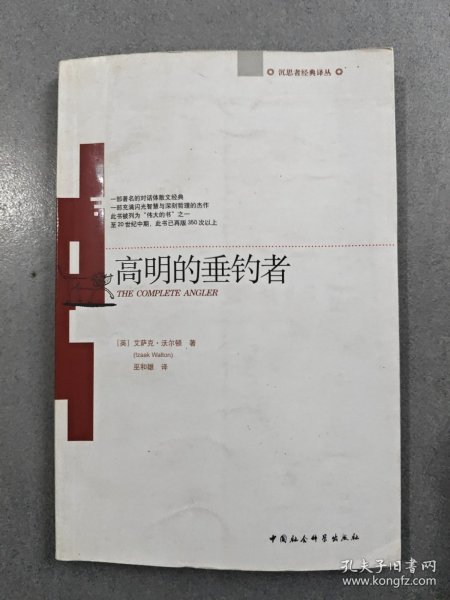 沉思者经典译丛
一部著名的对话体散文经典
一部充满闪光智慧与深刻哲理的杰作
此书被列为“伟大的书”之一
至20世纪中期，此书已再版350次以上
高明的垂钓者
THE COMPLETE ANGLER
[英] 艾萨克·沃尔顿 著
(Izaak Walton)
巫和雄 译
中国社会科学出版社
孔夫子旧书网
www.kongfz.com